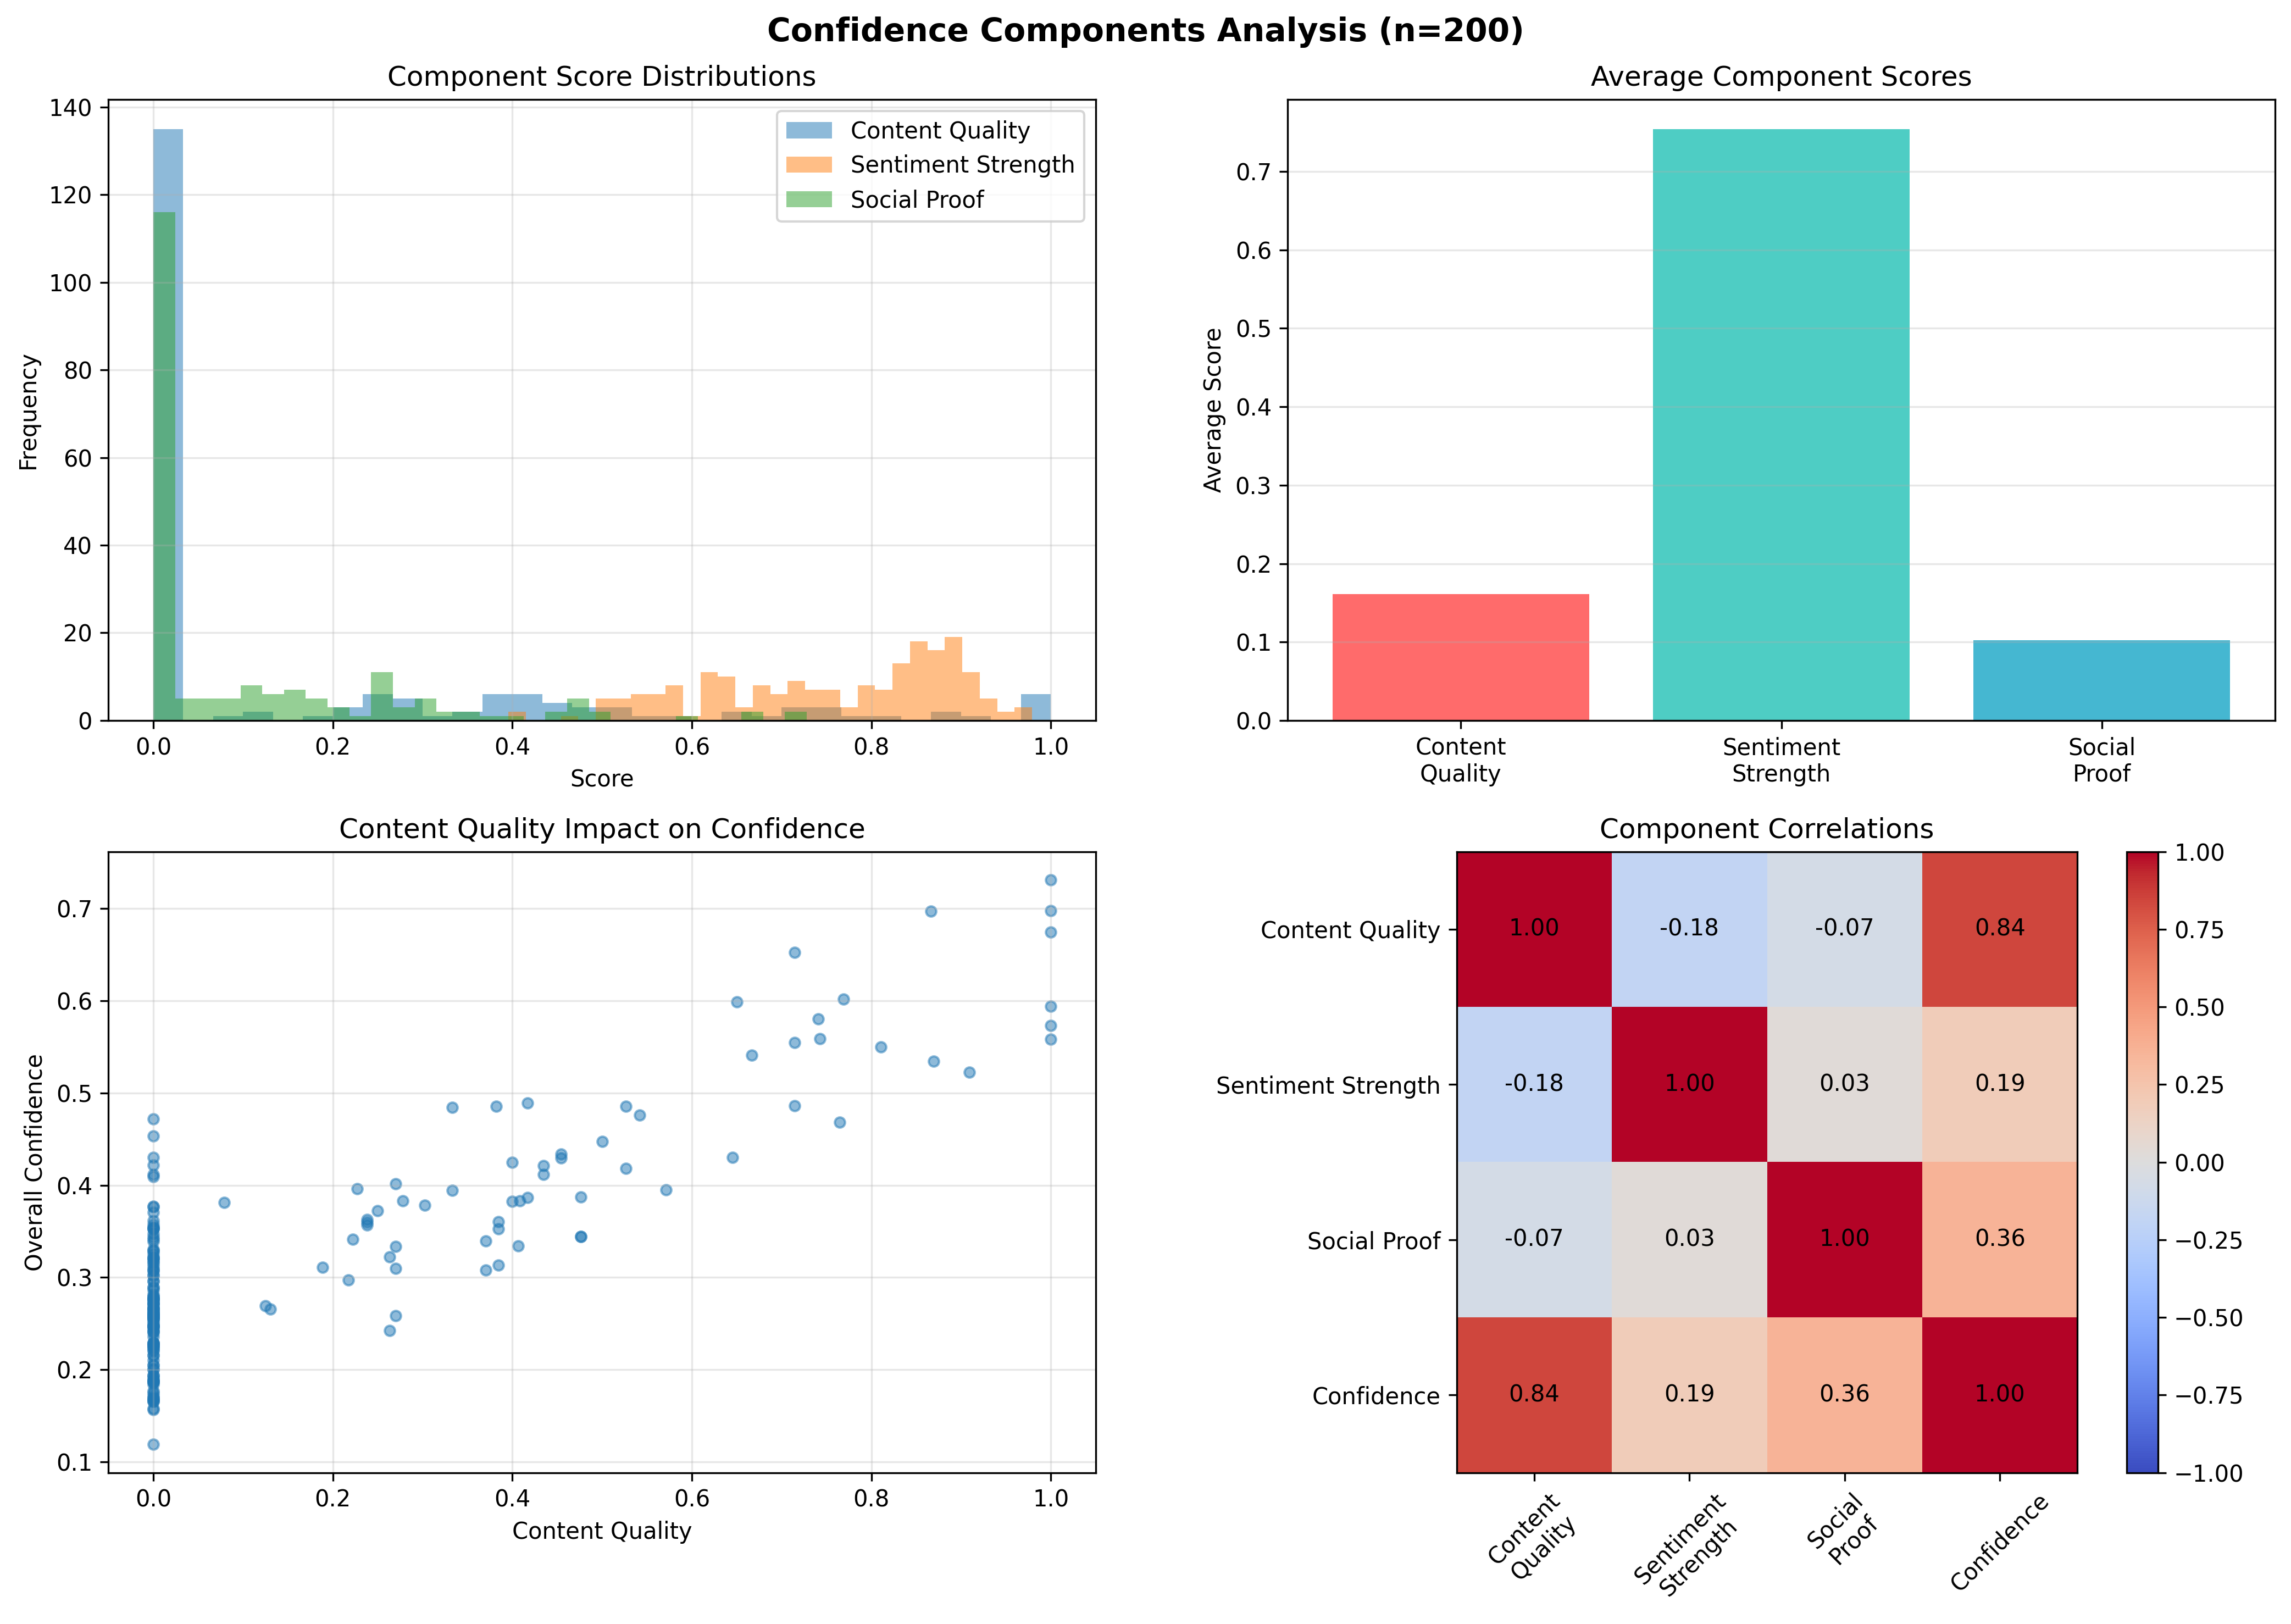 Confidence Components Analysis (n=200)
Component Score Distributions
140
120
100
80
60
40
20
0
Frequency
0.0 0.2 0.4 0.6 0.8 1.0
Score
Content Quality
Sentiment Strength
Social Proof
Average Component Scores
0.7
0.6
0.5
0.4
0.3
0.2
0.1
0.0
Average Score
Content
Quality
Sentiment
Strength
Social
Proof
Content Quality Impact on Confidence
0.7
0.6
0.5
0.4
0.3
0.2
0.1
Overall Confidence
0.0 0.2 0.4 0.6 0.8 1.0
Content Quality
Component Correlations
Content Quality 1.00 -0.18 -0.07 0.84
Sentiment Strength -0.18 1.00 0.03 0.19
Social Proof -0.07 0.03 1.00 0.36
Confidence 0.84 0.19 0.36 1.00
Content
Quality
Sentiment
Strength
Social
Proof
Confidence
1.00
0.75
0.50
0.25
0.00
−0.25
−0.50
−0.75
−1.00